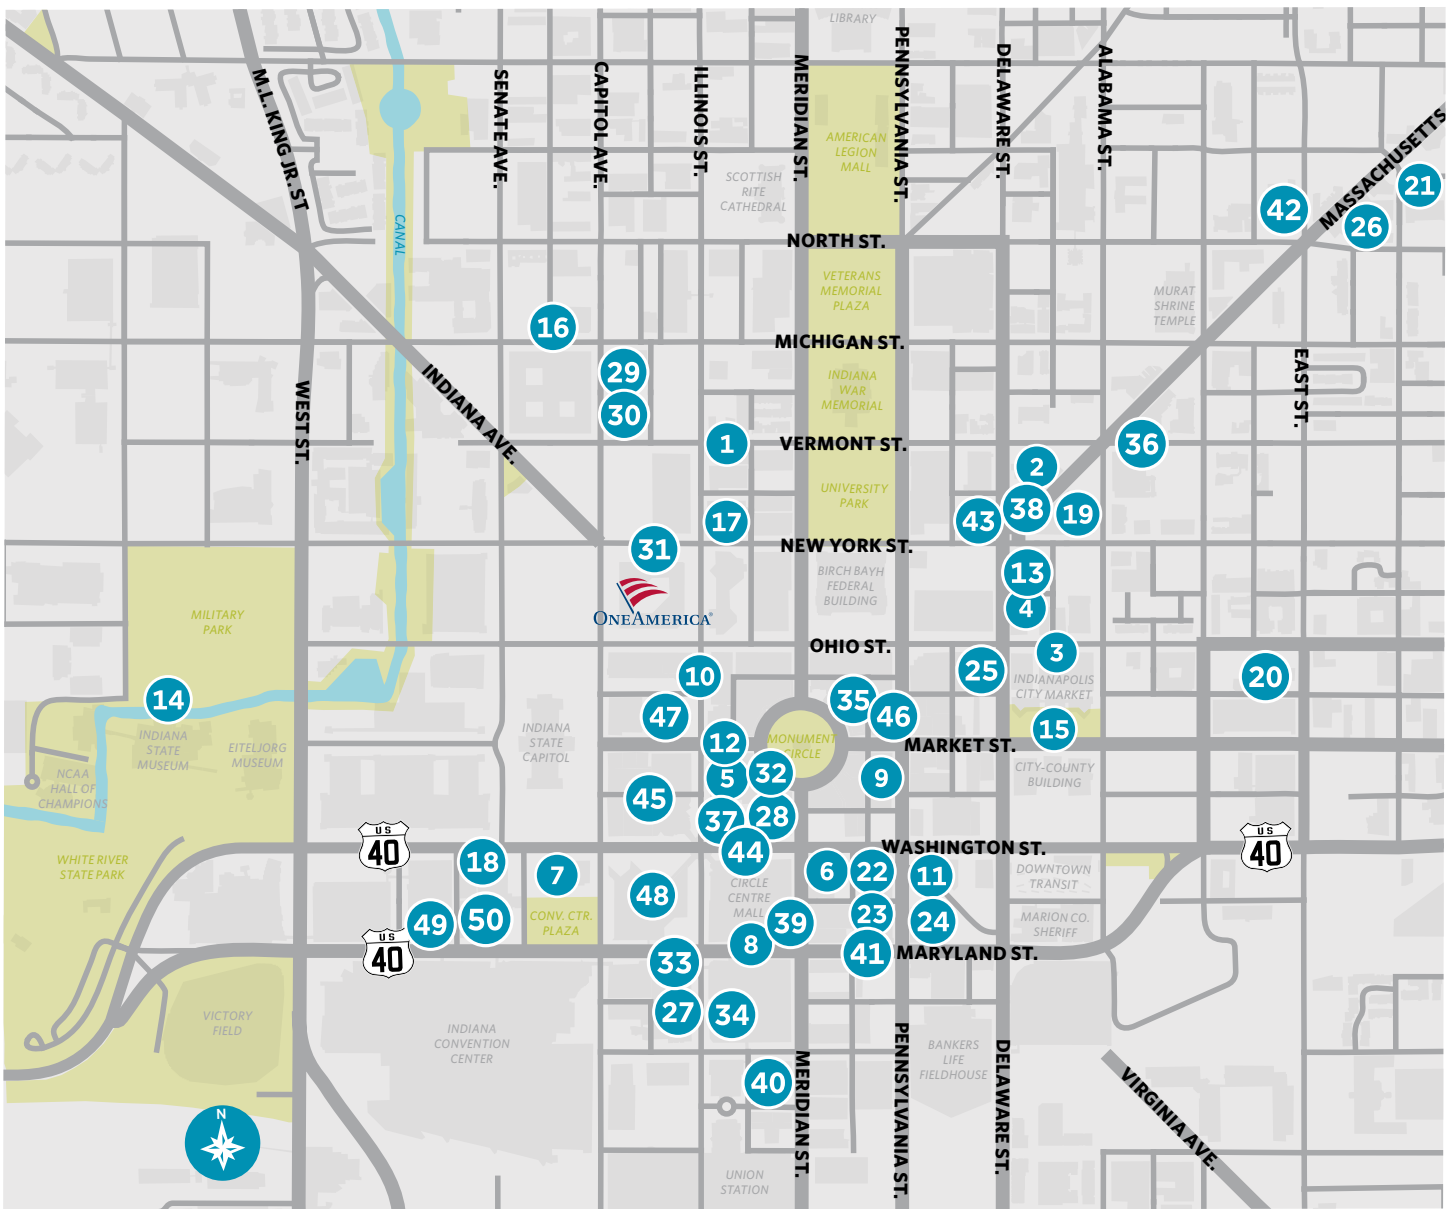 LIBRARY
M.L. KING JR. ST
SENATE AVE.
CAPITOL AVE.
ILLINOIS ST.
MERIDIAN ST.
PENNSYLVANIA ST.
DELAWARE ST.
ALABAMA ST.
MASSACHUSETTS
AMERICAN
LEGION
MALL
SCOTTISH
RITE
CATHEDRAL
21
42
26
CANAL
NORTH ST.
VETERANS
MEMORIAL
PLAZA
MURAT
SHRINE
TEMPLE
16
MICHIGAN ST.
29
30
INDIANA
WAR
MEMORIAL
EAST ST.
WEST ST.
INDIANA AVE.
1
VERMONT ST.
36
2
UNIVERSITY
PARK
17
43
38
19
31
NEW YORK ST.
ONEAMERICA®
BIRCH BAYH
FEDERAL
BUILDING
13
4
MILITARY
PARK
OHIO ST.
3
10
25
20
INDIANAPOLIS
CITY MARKET
14
47
35
46
INDIANA
STATE
MUSEUM
EITELJORG
MUSEUM
INDIANA
STATE
CAPITOL
12
MONUMENT
CIRCLE
MARKET ST.
15
NCAA
HALL OF
CHAMPIONS
5
32
9
CITY-COUNTY
BUILDING
45
37
28
US
40
44
WASHINGTON ST.
US
40
WHITE RIVER
STATE PARK
18
7
6
22
11
DOWNTOWN
TRANSIT
48
CIRCLE
CENTRE
MALL
49
50
CONV. CTR.
PLAZA
39
23
24
MARION CO.
SHERIFF
US
40
8
41
MARYLAND ST.
33
27
34
VICTORY
FIELD
INDIANA
CONVENTION
CENTER
BANKERS
LIFE
FIELDHOUSE
40
MERIDIAN ST.
PENNSYLVANIA ST.
DELAWARE ST.
VIRGINIA AVE.
N
UNION
STATION